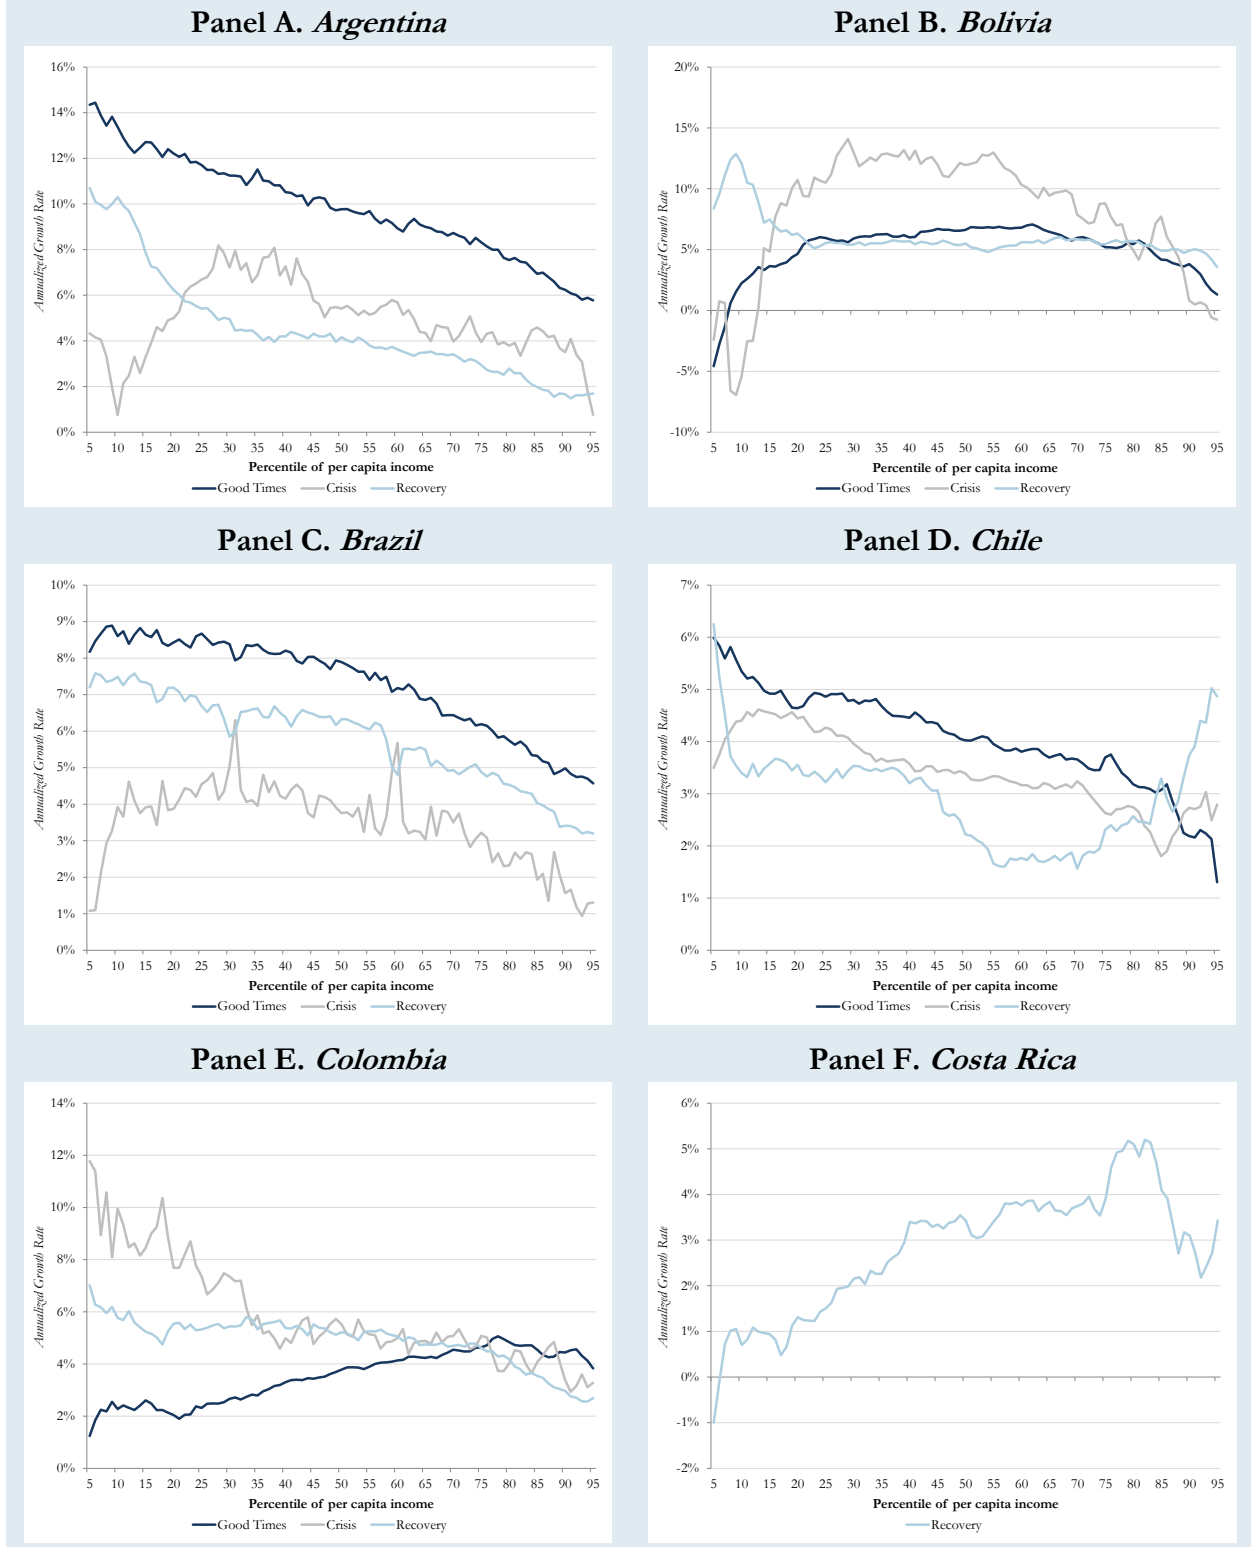 Panel A. Argentina
Annualized Growth Rate
16%
14%
12%
10%
8%
6%
4%
2%
0%
5 10 15 20 25 30 35 40 45 50 55 60 65 70 75 80 85 90 95
Percentile of per capita income
Good Times Crisis Recovery
Panel B. Bolivia
Annualized Growth Rate
20%
15%
10%
5%
0%
-5%
-10%
5 10 15 20 25 30 35 40 45 50 55 60 65 70 75 80 85 90 95
Percentile of per capita income
Good Times Crisis Recovery
Panel C. Brazil
Annualized Growth Rate
10%
9%
8%
7%
6%
5%
4%
3%
2%
1%
0%
5 10 15 20 25 30 35 40 45 50 55 60 65 70 75 80 85 90 95
Percentile of per capita income
Good Times Crisis Recovery
Panel D. Chile
Annualized Growth Rate
7%
6%
5%
4%
3%
2%
1%
0%
5 10 15 20 25 30 35 40 45 50 55 60 65 70 75 80 85 90 95
Percentile of per capita income
Good Times Crisis Recovery
Panel E. Colombia
Annualized Growth Rate
14%
12%
10%
8%
6%
4%
2%
0%
5 10 15 20 25 30 35 40 45 50 55 60 65 70 75 80 85 90 95
Percentile of per capita income
Good Times Crisis Recovery
Panel F. Costa Rica
Annualized Growth Rate
6%
5%
4%
3%
2%
1%
0%
-1%
-2%
5 10 15 20 25 30 35 40 45 50 55 60 65 70 75 80 85 90 95
Percentile of per capita income
Recovery